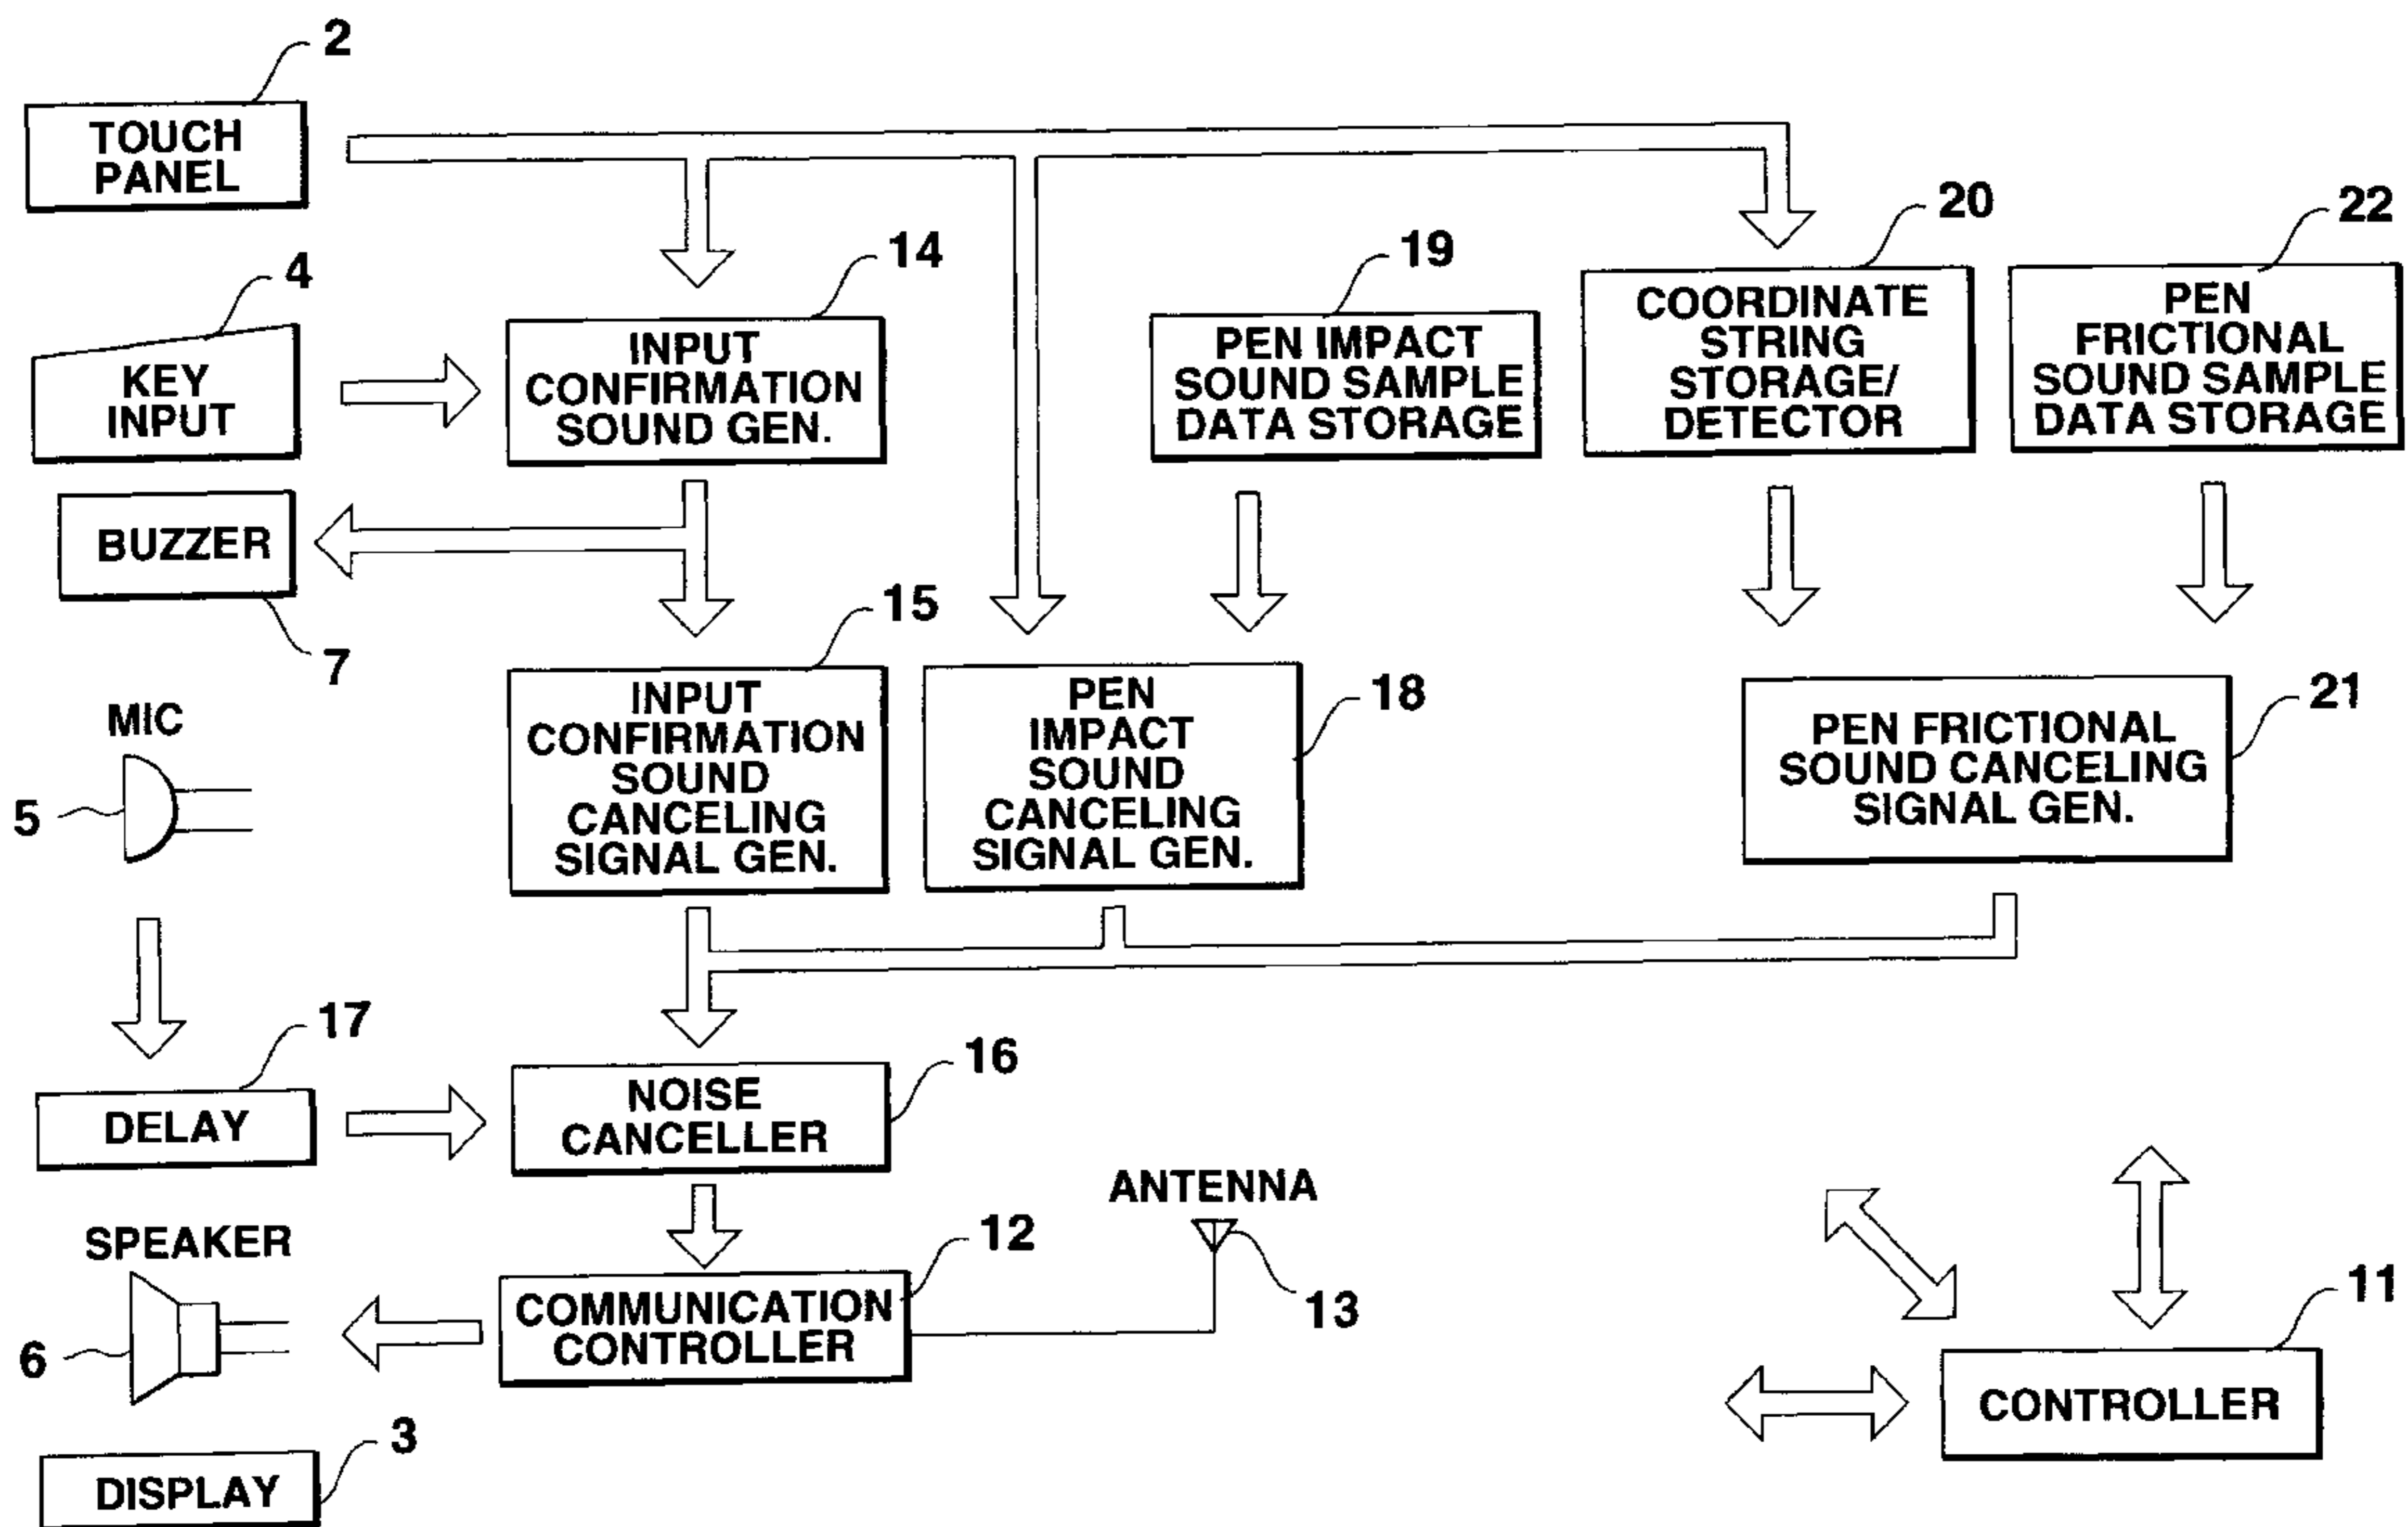 2
TOUCH
PANEL
4
KEY
INPUT
14
INPUT
CONFIRMATION
SOUND GEN.
19
PEN IMPACT
SOUND SAMPLE
DATA STORAGE
20
COORDINATE
STRING
STORAGE/
DETECTOR
22
PEN
FRICTIONAL
SOUND SAMPLE
DATA STORAGE
BUZZER
7
15
INPUT
CONFIRMATION
SOUND
CANCELING
SIGNAL GEN.
PEN
IMPACT
SOUND
CANCELING
SIGNAL GEN.
18
PEN FRICTIONAL
SOUND CANCELING
SIGNAL GEN.
21
MIC
5
17
DELAY
16
NOISE
CANCELLER
SPEAKER
6
12
COMMUNICATION
CONTROLLER
ANTENNA
13
11
CONTROLLER
3
DISPLAY